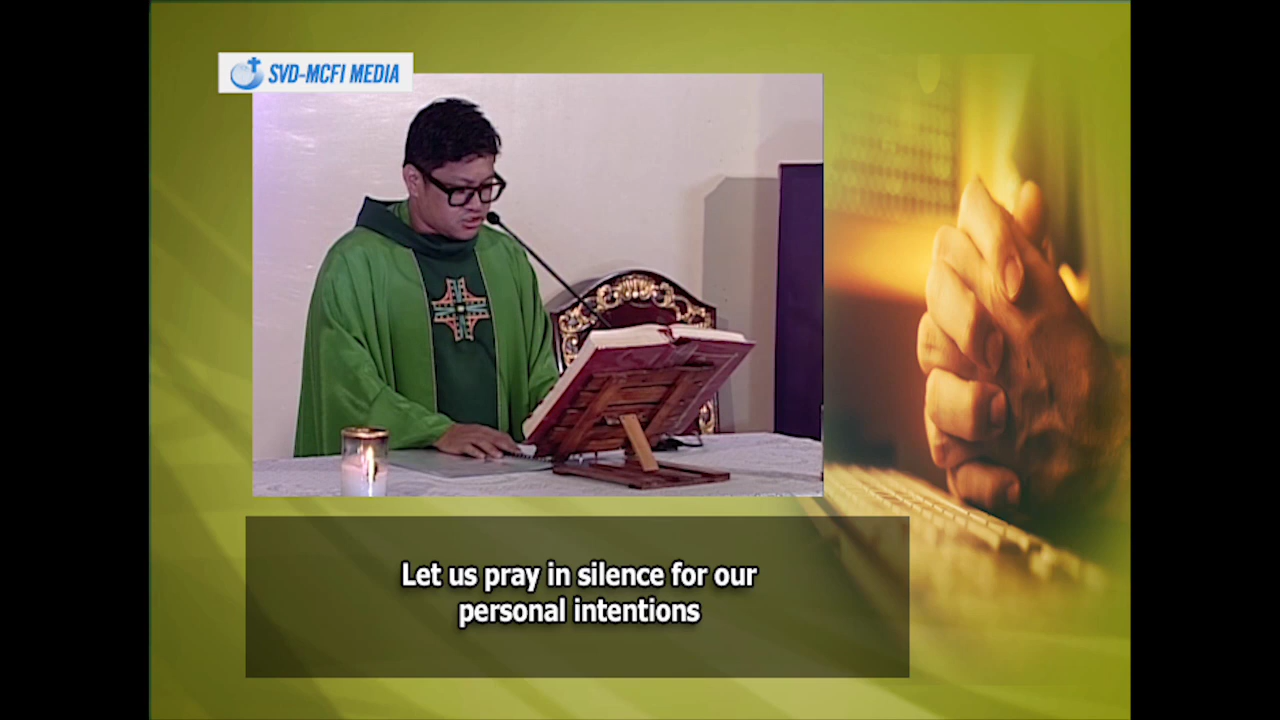 SVD-MCFI MEDIA
Let us pray in silence for our
personal intentions